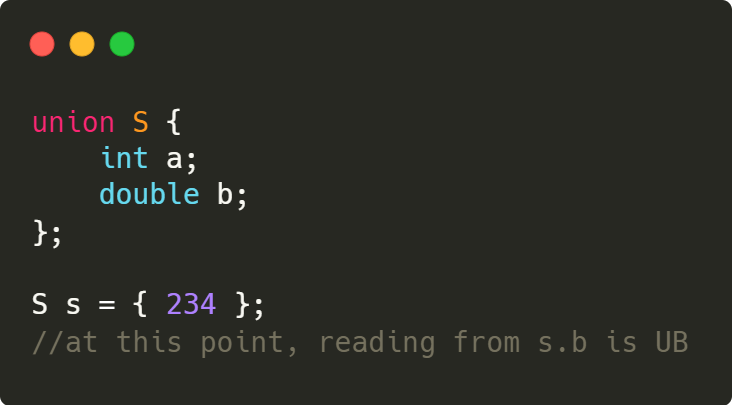 union S {
    int a;
    double b;
};

S s = { 234 };
//at this point, reading from s.b is UB